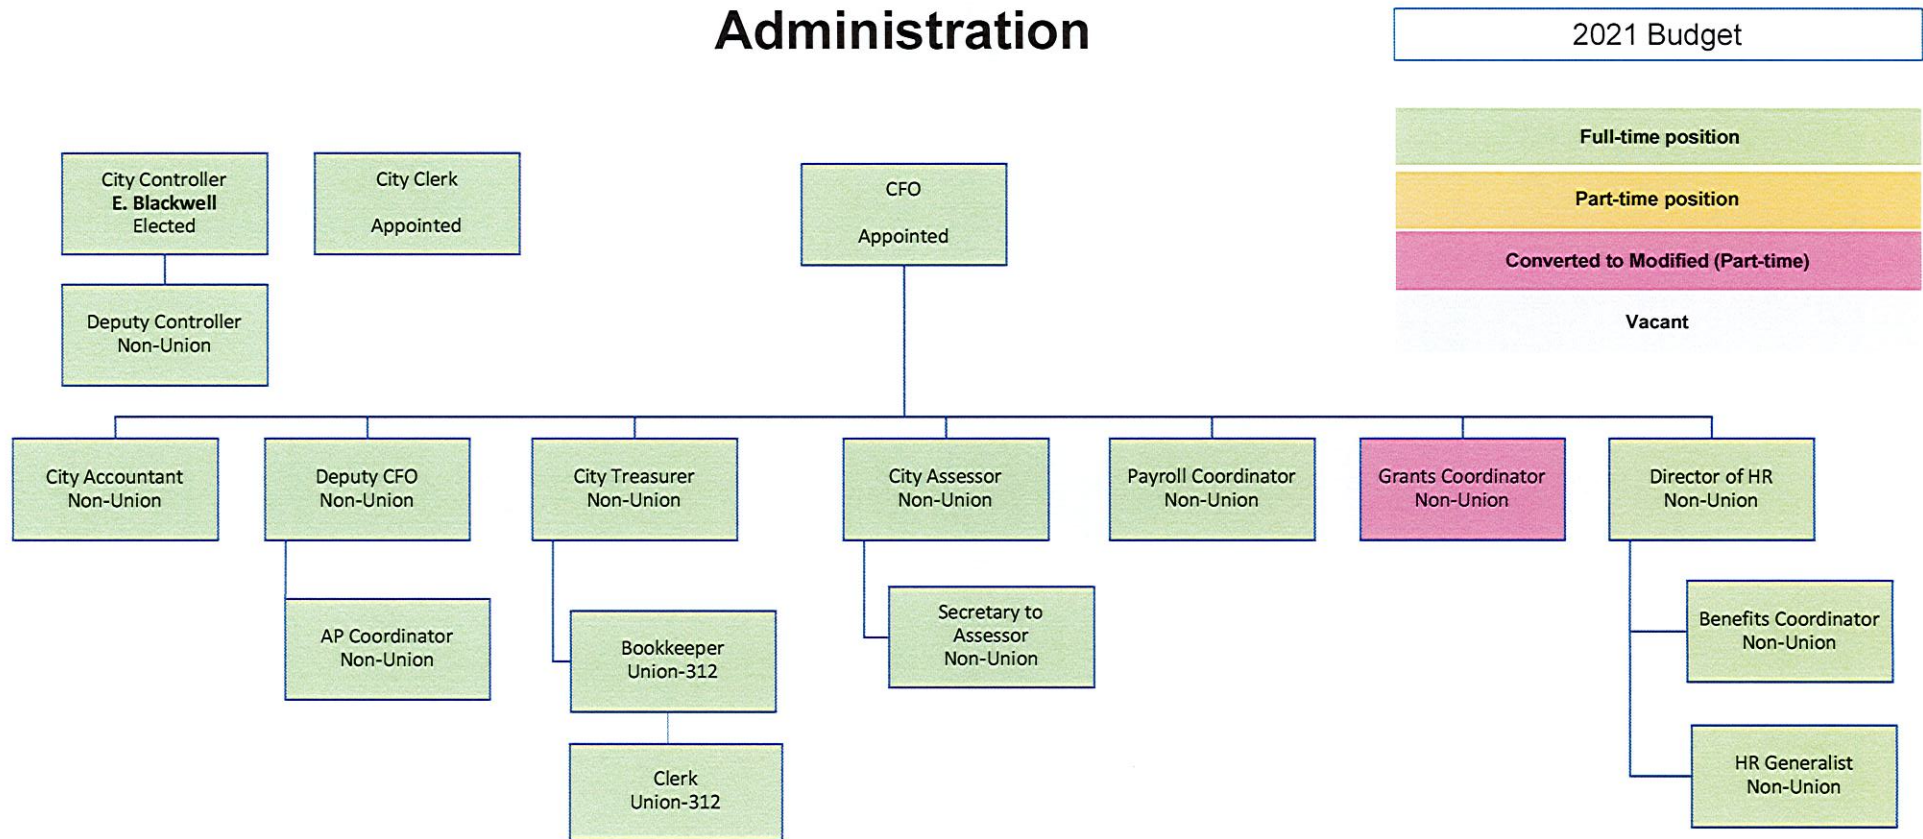 Administration
2021 Budget
Full-time position
Part-time position
Converted to Modified (Part-time)
Vacant
City Controller
E. Blackwell
Elected
City Clerk
Appointed
CFO
Appointed
Deputy Controller
Non-Union
City Accountant
Non-Union
Deputy CFO
Non-Union
City Treasurer
Non-Union
City Assessor
Non-Union
Payroll Coordinator
Non-Union
Grants Coordinator
Non-Union
Director of HR
Non-Union
AP Coordinator
Non-Union
Bookkeeper
Union-312
Secretary to
Assessor
Non-Union
Benefits Coordinator
Non-Union
Clerk
Union-312
HR Generalist
Non-Union